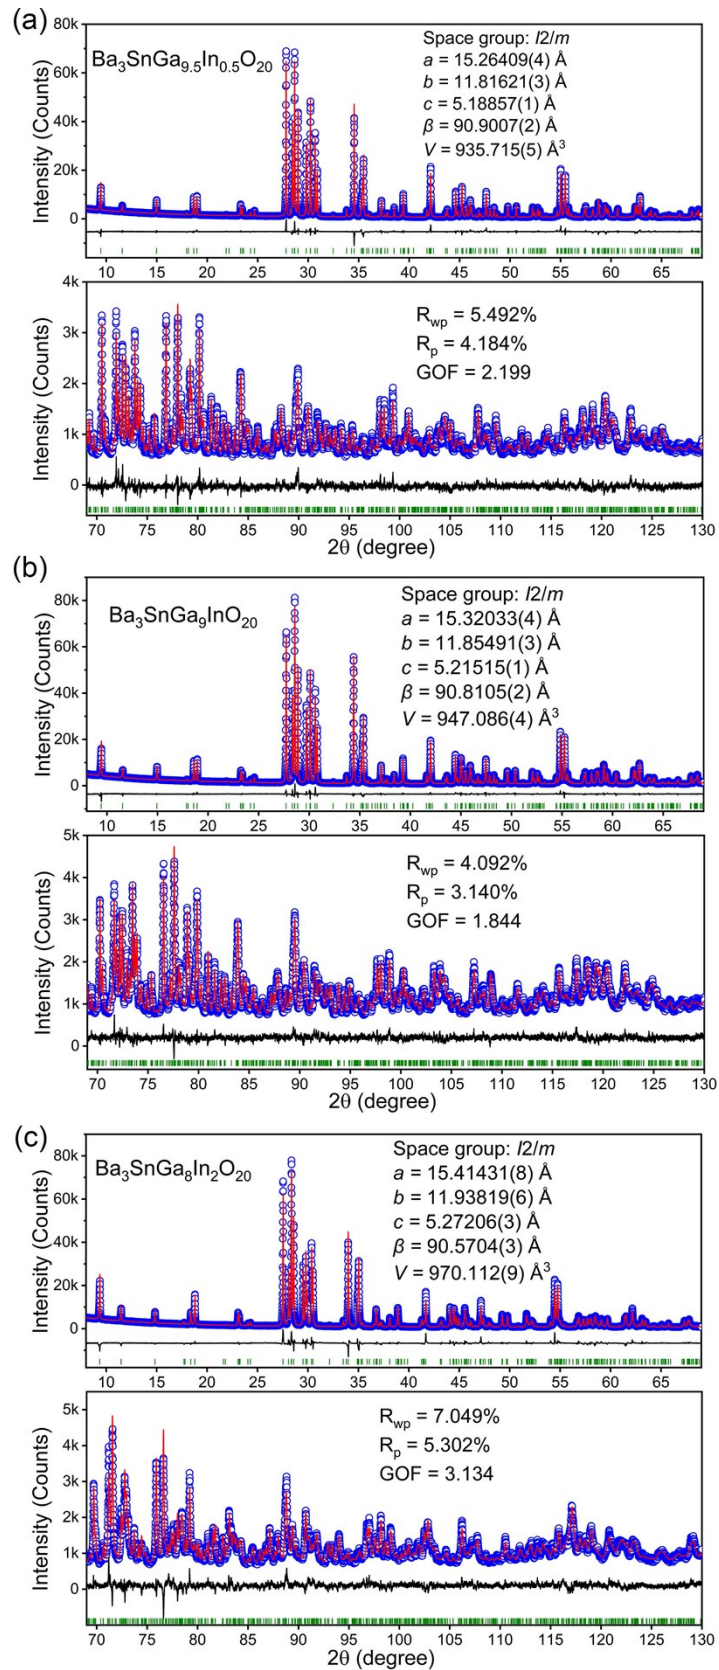 (a)
Ba3SnGa9.5In0.5O20
Space group: I2/m
a = 15.26409(4) Å
b = 11.81621(3) Å
c = 5.18857(1) Å
β = 90.9007(2) Å
V = 935.715(5) Å3
Intensity (Counts)
80k
60k
40k
20k
0
10 15 20 25 30 35 40 45 50 55 60 65
Rwp = 5.492%
Rp = 4.184%
GOF = 2.199
Intensity (Counts)
4k
3k
2k
1k
0
70 75 80 85 90 95 100 105 110 115 120 125 130
2θ (degree)
(b)
Ba3SnGa9InO20
Space group: I2/m
a = 15.32033(4) Å
b = 11.85491(3) Å
c = 5.21515(1) Å
β = 90.8105(2) Å
V = 947.086(4) Å3
Intensity (Counts)
80k
60k
40k
20k
0
10 15 20 25 30 35 40 45 50 55 60 65
Rwp = 4.092%
Rp = 3.140%
GOF = 1.844
Intensity (Counts)
5k
4k
3k
2k
1k
0
70 75 80 85 90 95 100 105 110 115 120 125 130
2θ (degree)
(c)
Ba3SnGa8In2O20
Space group: I2/m
a = 15.41431(8) Å
b = 11.93819(6) Å
c = 5.27206(3) Å
β = 90.5704(3) Å
V = 970.112(9) Å3
Intensity (Counts)
80k
60k
40k
20k
0
10 15 20 25 30 35 40 45 50 55 60 65
Rwp = 7.049%
Rp = 5.302%
GOF = 3.134
Intensity (Counts)
5k
4k
3k
2k
1k
0
70 75 80 85 90 95 100 105 110 115 120 125 130
2θ (degree)